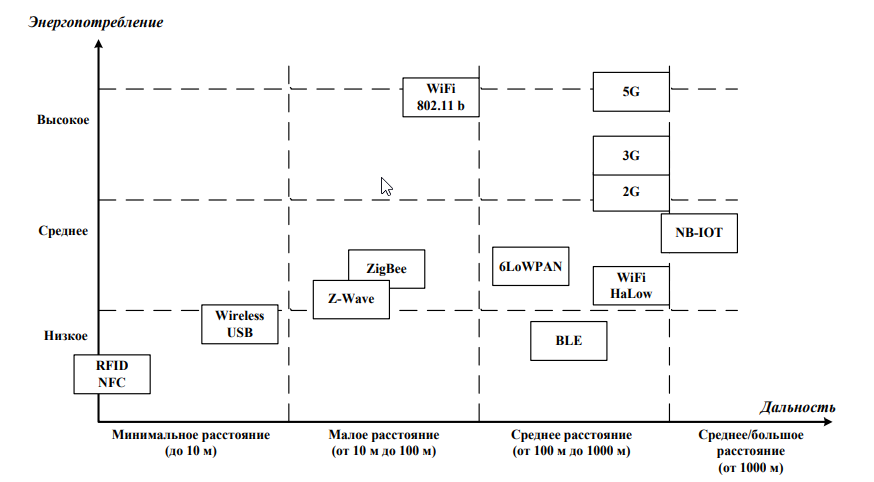 Энергопотребление
WiFi
802.11 b
5G
Высокое
3G
2G
Среднее
NB-IOT
ZigBee
6LoWPAN
WiFi
HaLow
Z-Wave
Wireless
USB
Низкое
BLE
RFID
NFC
Дальность
Минимальное расстояние
(до 10 м)
Малое расстояние
(от 10 м до 100 м)
Среднее расстояние
(от 100 м до 1000 м)
Среднее/большое
расстояние
(от 1000 м)